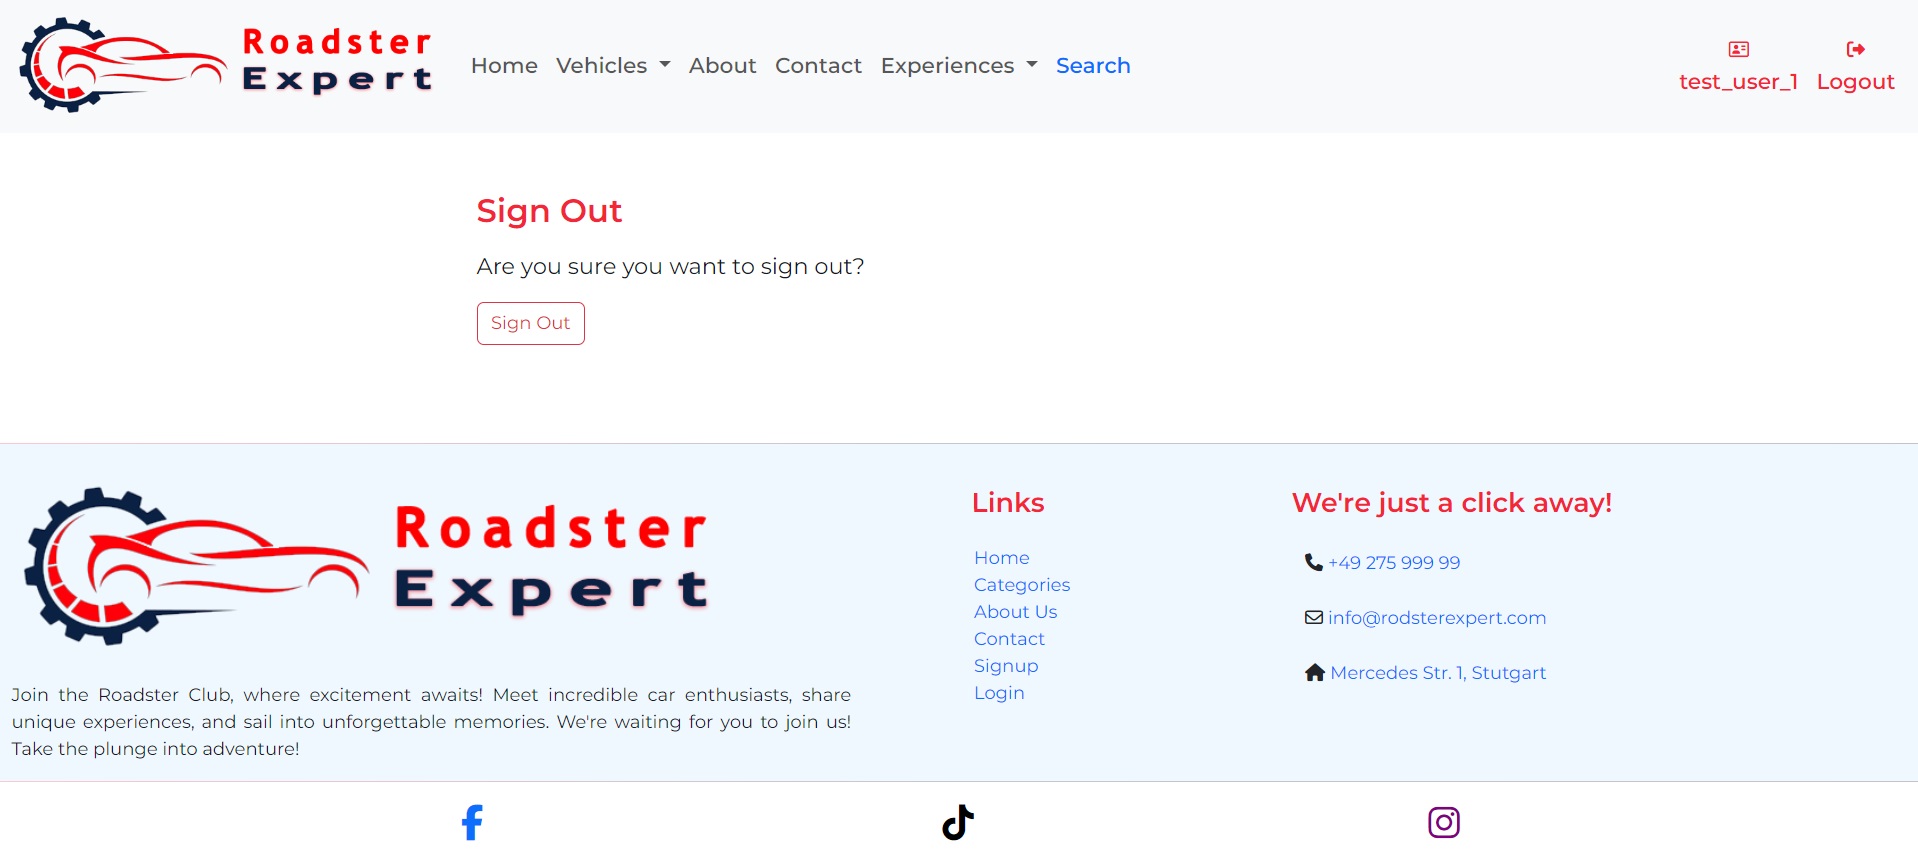 Roadster
Expert
Home Vehicles About Contact Experiences Search
test_user_1 Logout
Sign Out
Are you sure you want to sign out?
Sign Out
Roadster
Expert
Join the Roadster Club, where excitement awaits! Meet incredible car enthusiasts, share
unique experiences, and sail into unforgettable memories. We're waiting for you to join us!
Take the plunge into adventure!
Links
Home
Categories
About Us
Contact
Signup
Login
We're just a click away!
+49 275 999 99
info@rodsterexpert.com
Mercedes Str. 1, Stutgart